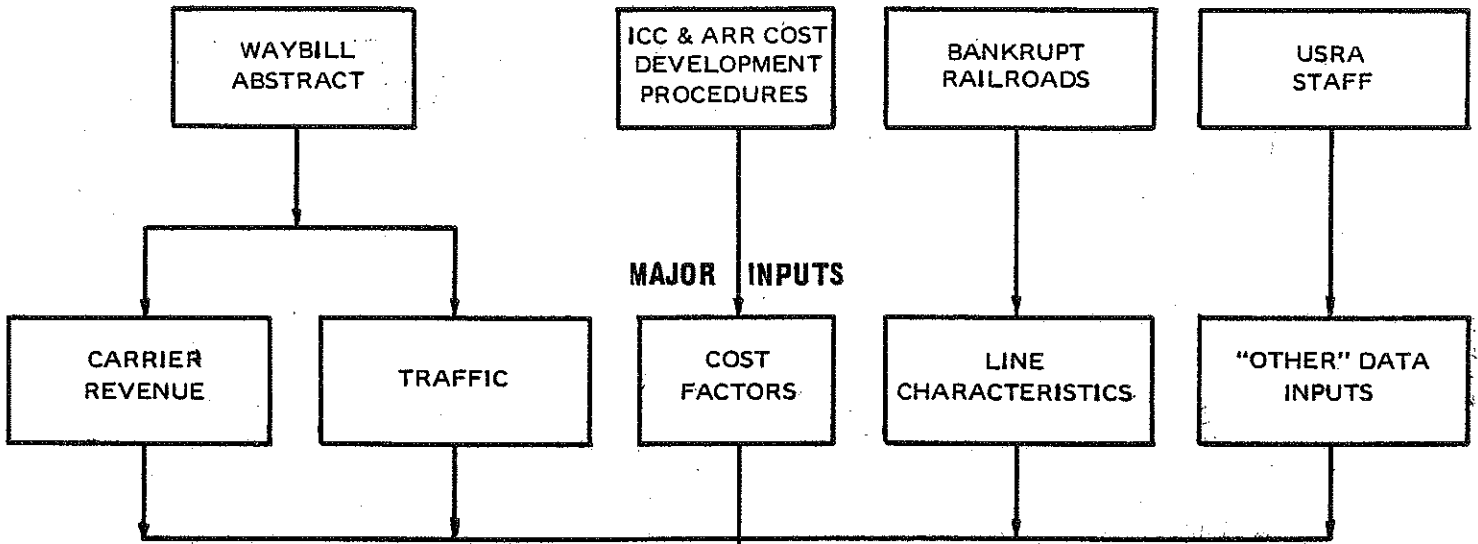 WAYBILL
ABSTRACT
ICC & ARR COST
DEVELOPMENT
PROCEDURES
BANKRUPT
RAILROADS
USRA
STAFF
MAJOR INPUTS
CARRIER
REVENUE
TRAFFIC
COST
FACTORS
LINE
CHARACTERISTICS
“OTHER” DATA
INPUTS